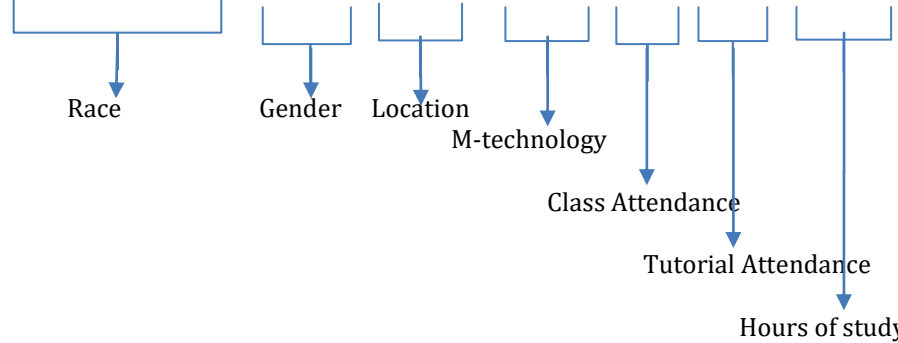 Race Gender Location
M-technology
Class Attendance
Tutorial Attendance
Hours of study